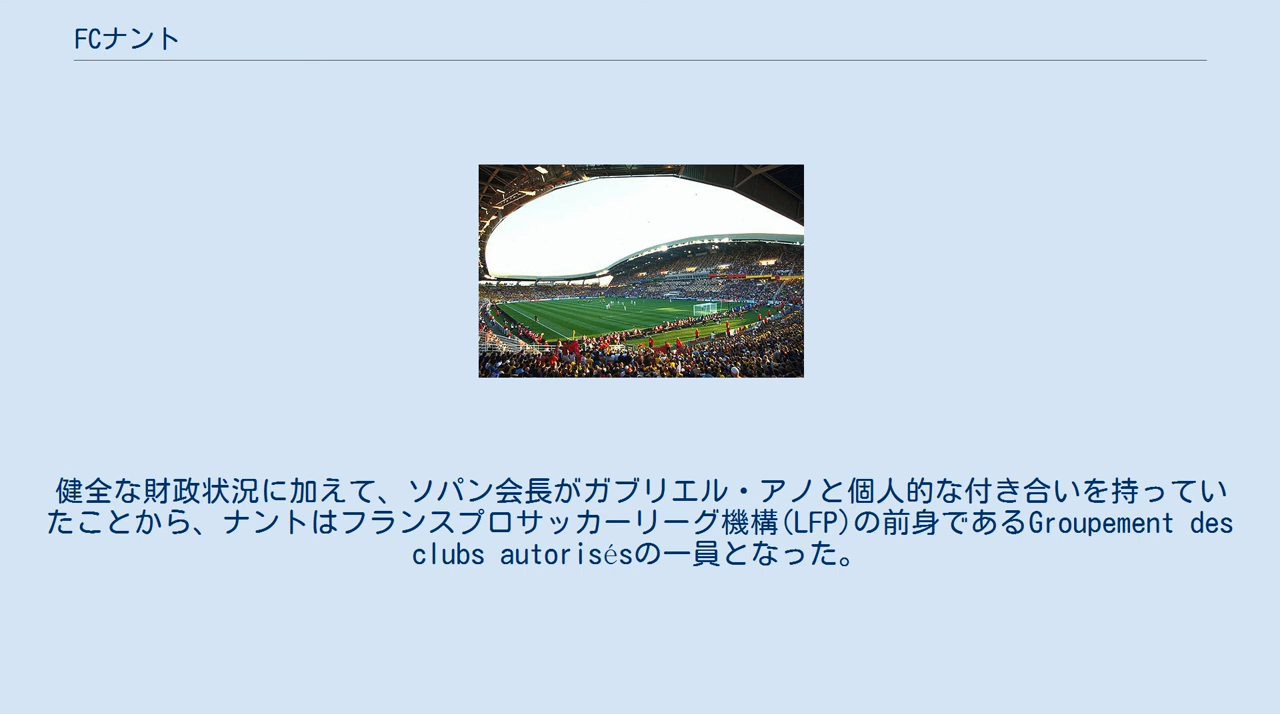 FCナント
健全な財政状況に加えて、ソパン会長がガブリエル・アノと個人的な付き合いを持ってい
たことから、ナントはフランスプロサッカーリーグ機構(LFP)の前身であるGroupement des
clubs autorisésの一員となった。